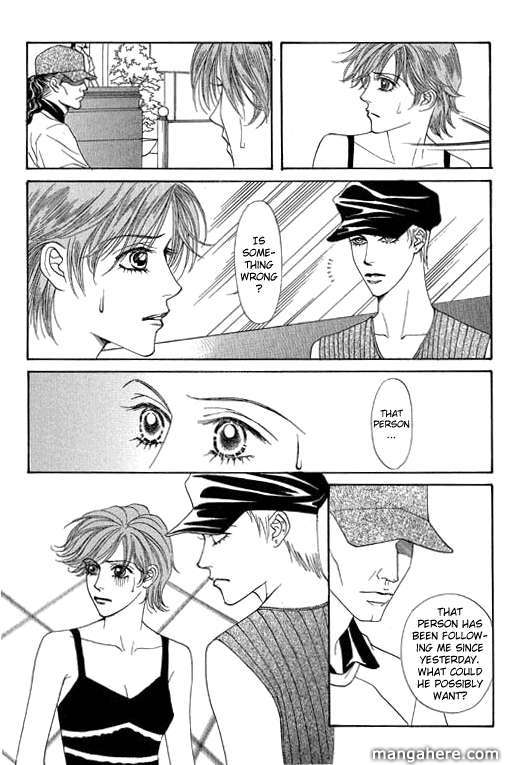 IS
SOME-
THING
WRONG
?
THAT
PERSON
...
THAT
PERSON HAS
BEEN FOLLOW-
ING ME SINCE
YESTERDAY.
WHAT COULD
HE POSSIBLY
WANT?
mangahere.com